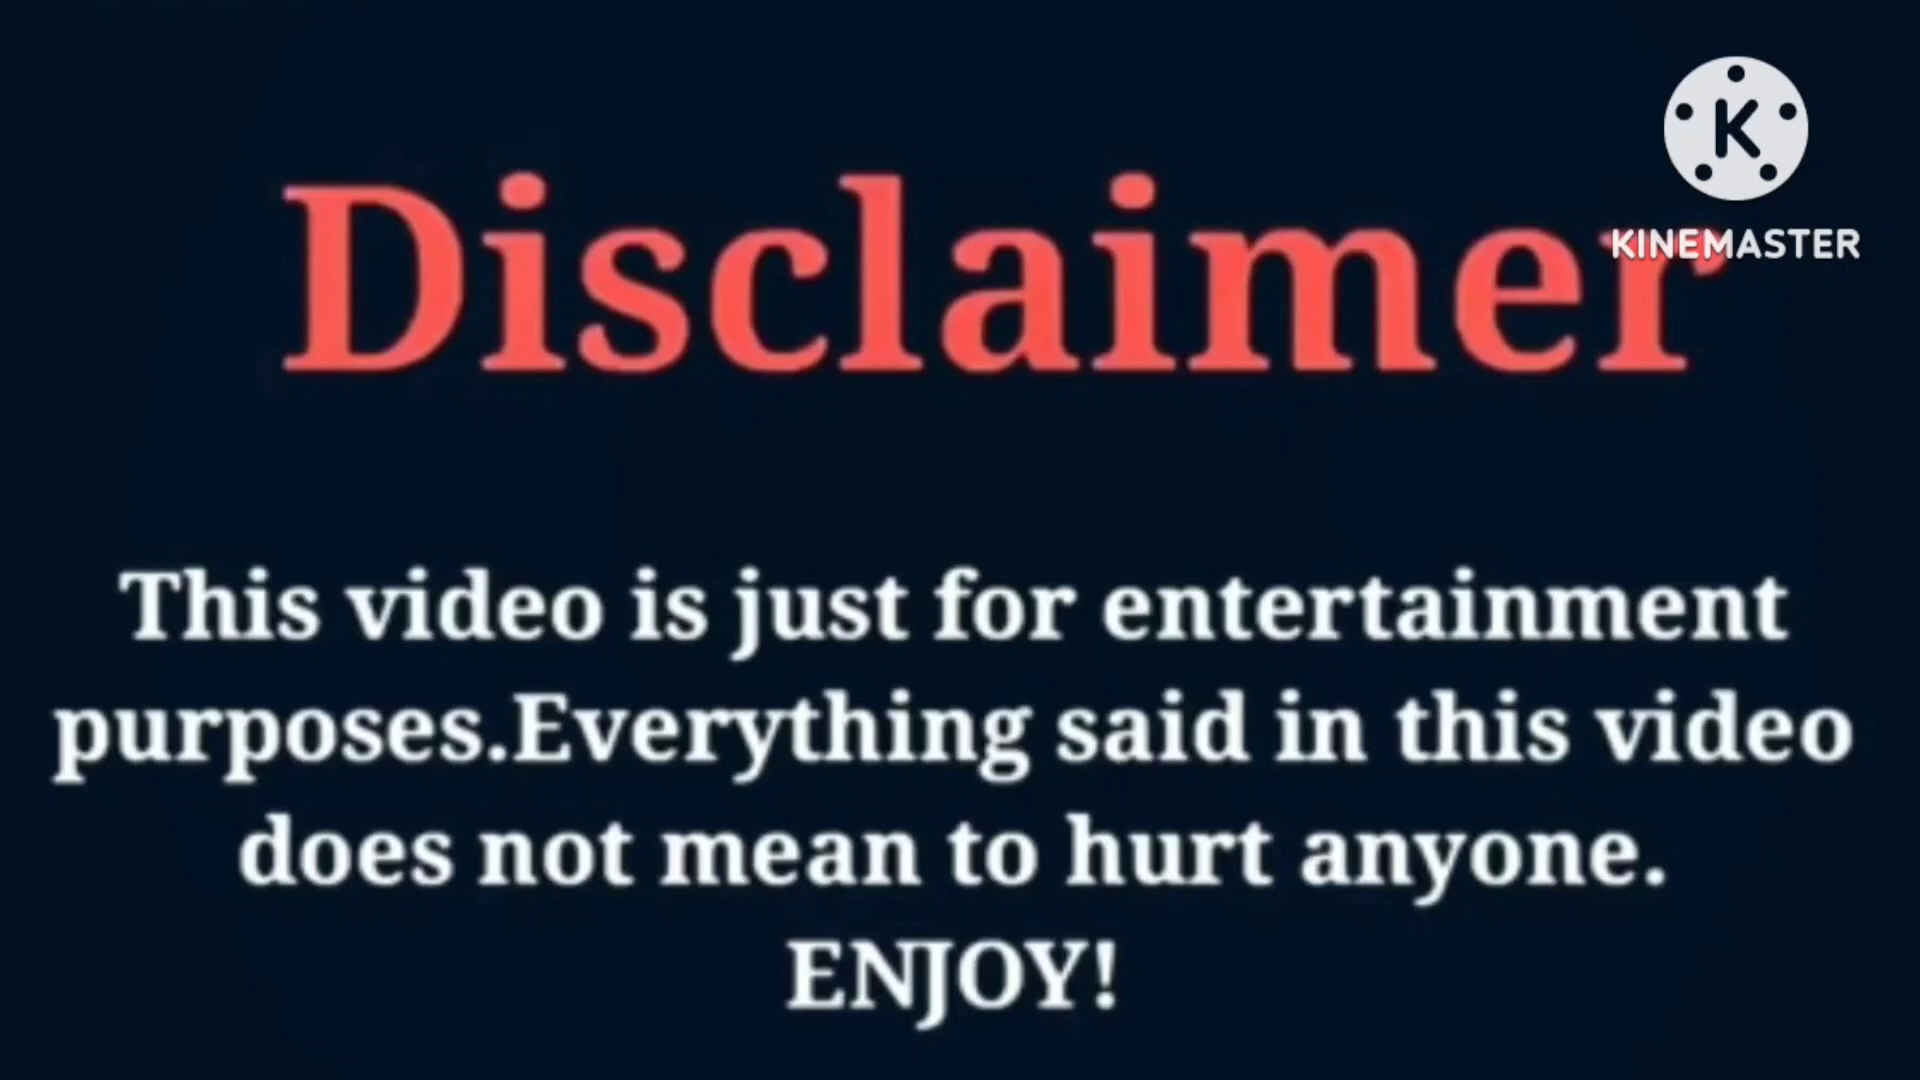 K
KINEMASTER
Disclaimer
This video is just for entertainment
purposes.Everything said in this video
does not mean to hurt anyone.
ENJOY!